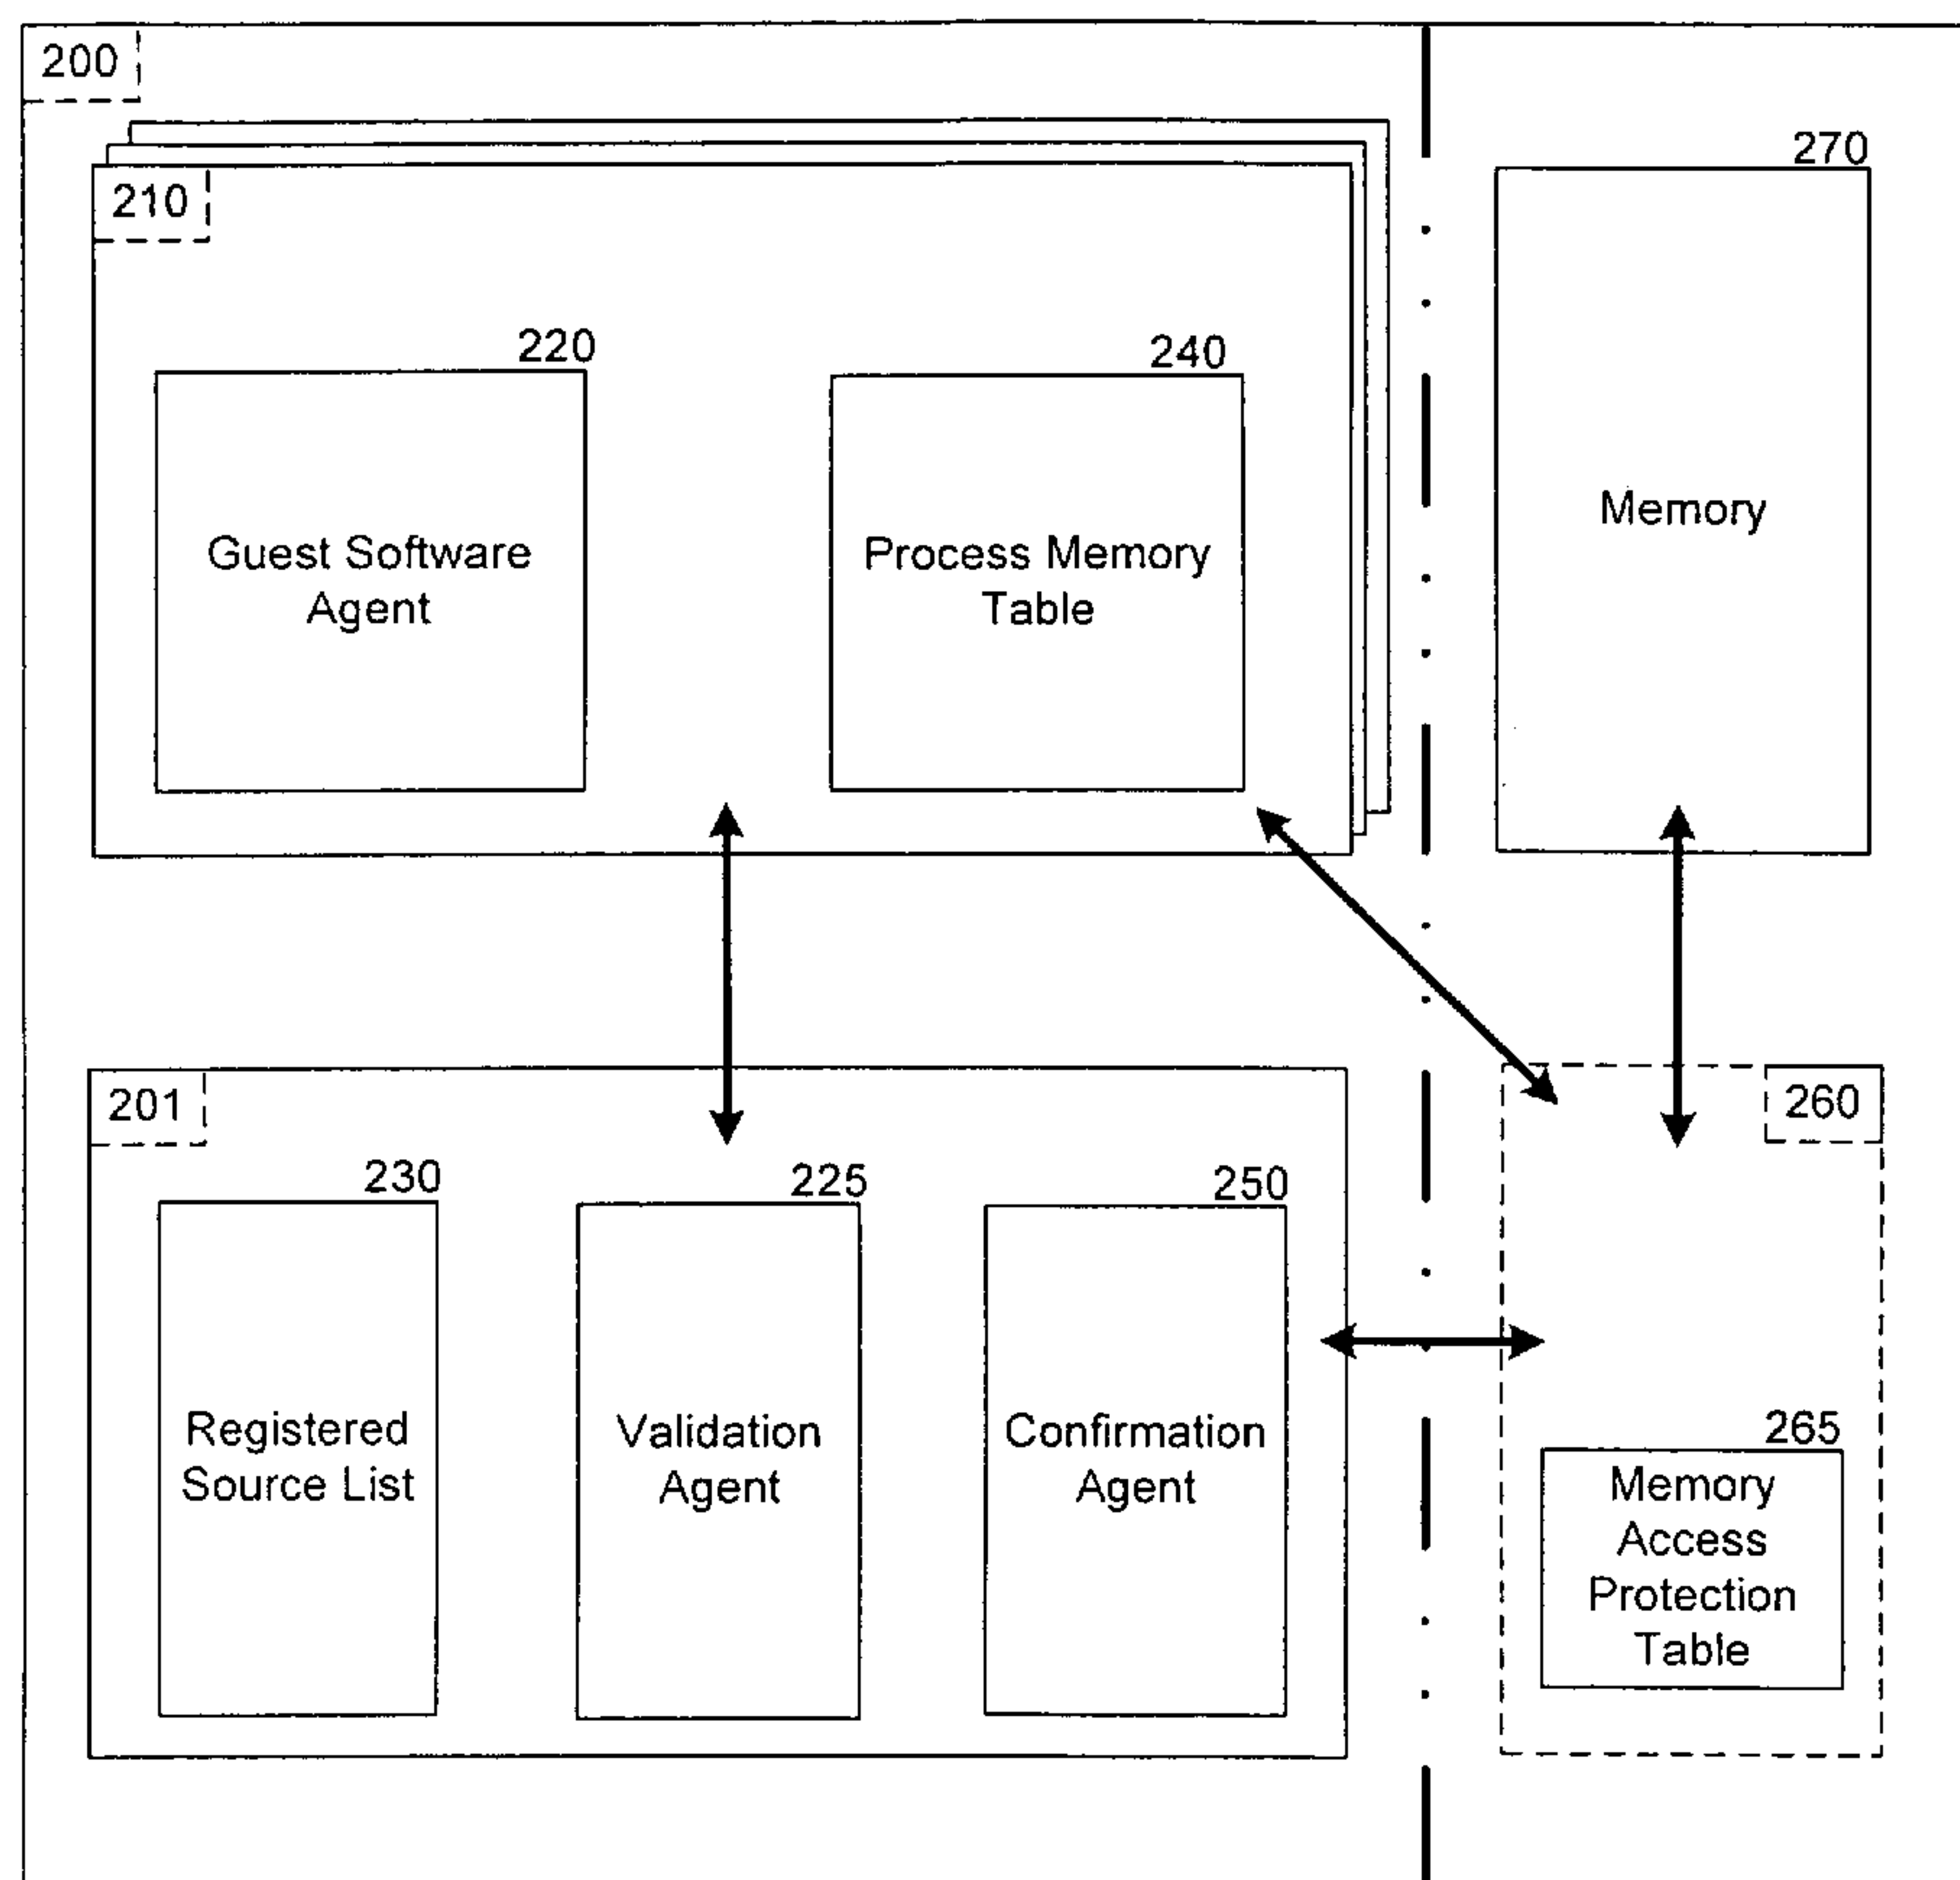 200
270
210
220
240
Guest Software
Agent
Process Memory
Table
Memory
201
260
230
225
250
Registered
Source List
Validation
Agent
Confirmation
Agent
265
Memory
Access
Protection
Table